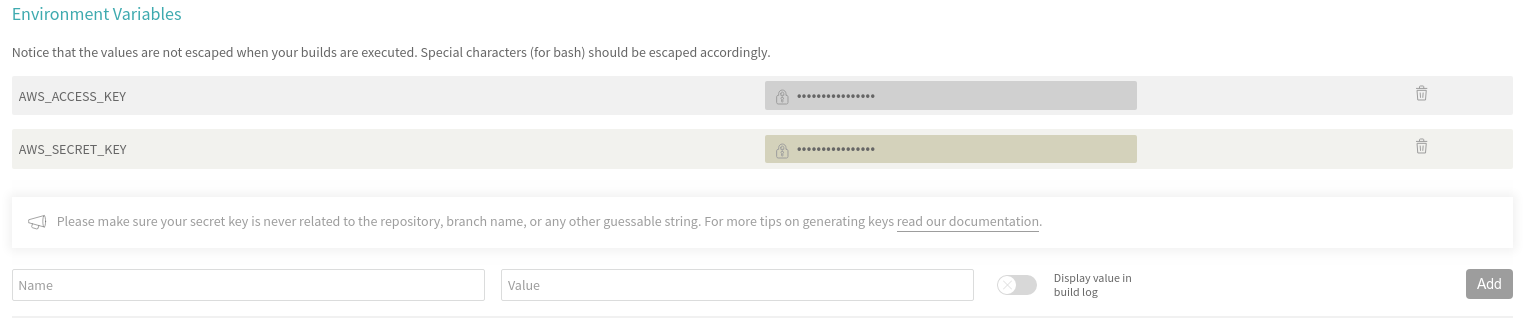 Environment Variables
Notice that the values are not escaped when your builds are executed. Special characters (for bash) should be escaped accordingly.
AWS_ACCESS_KEY ••••••••••••••••
AWS_SECRET_KEY ••••••••••••••••
Please make sure your secret key is never related to the repository, branch name, or any other guessable string. For more tips on generating keys read our documentation.
Name Value Display value in
build log Add